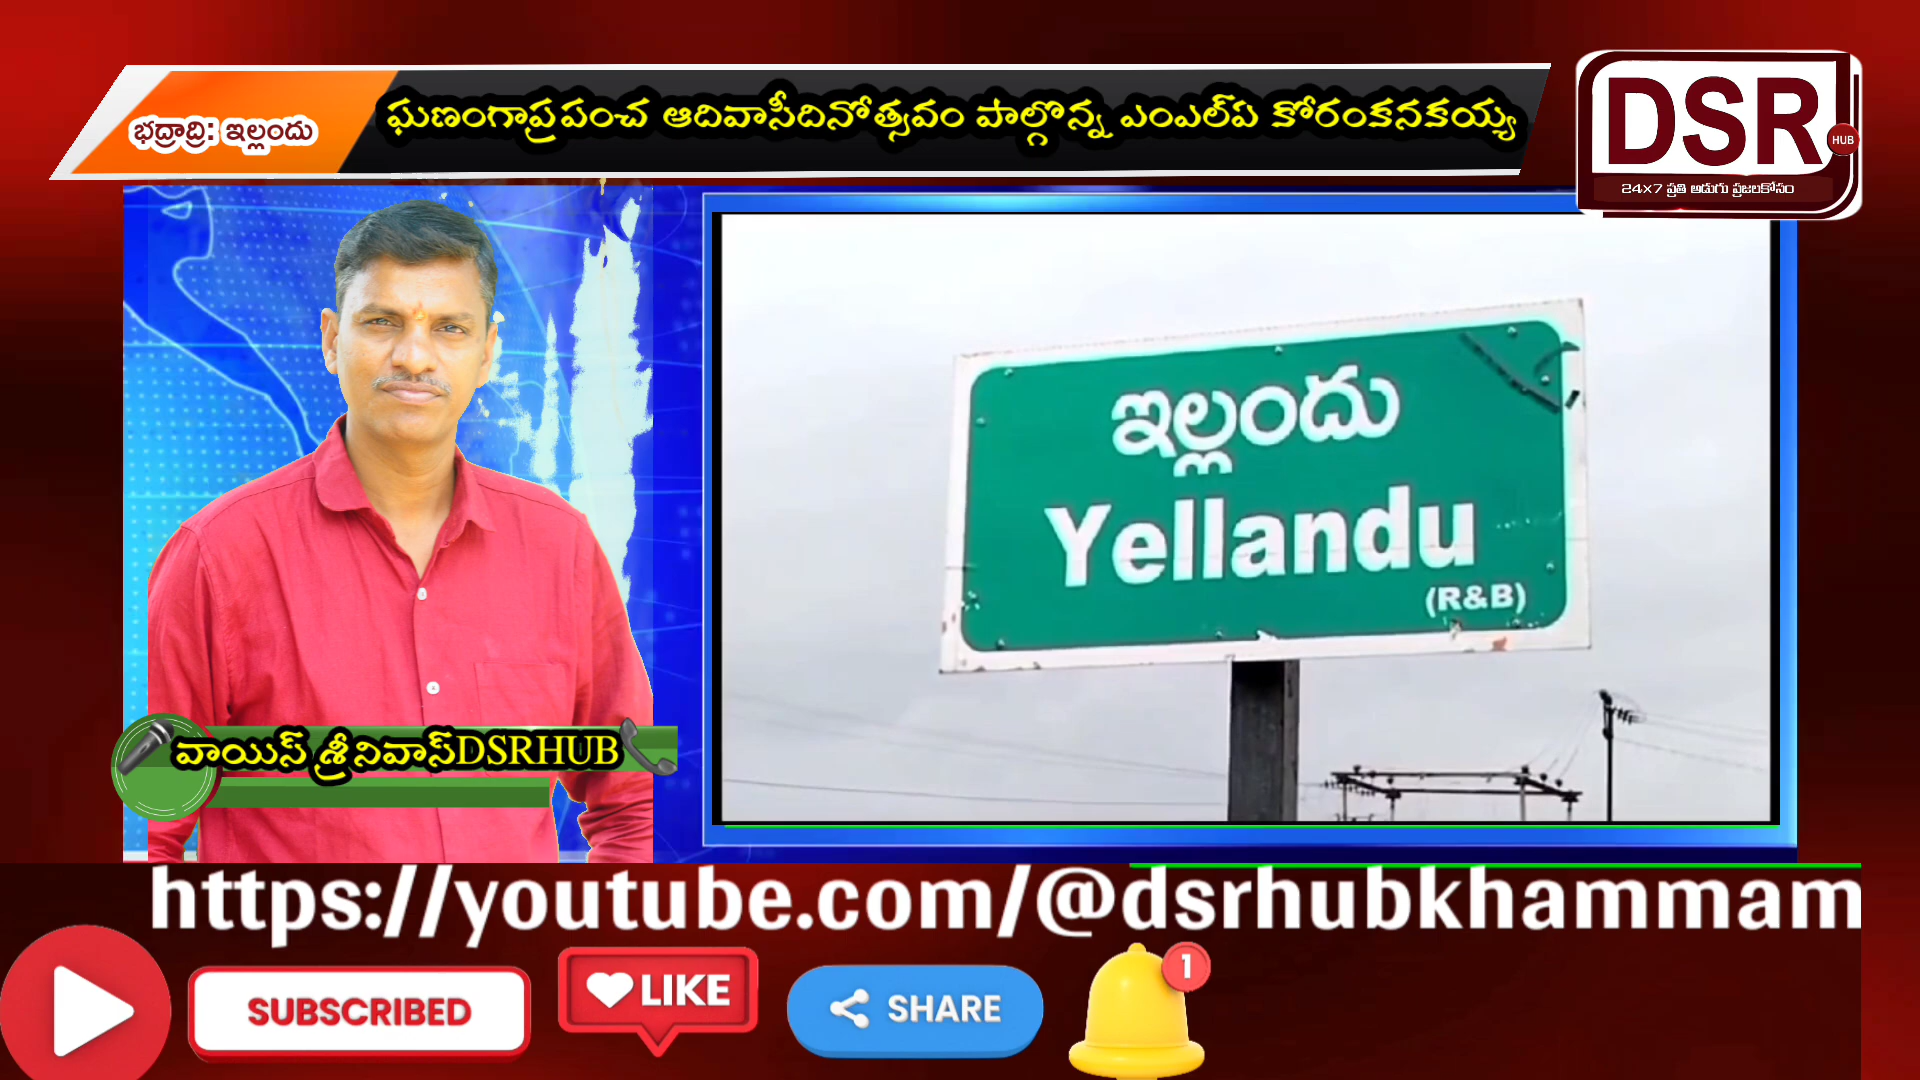 భద్రాద్రి: ఇల్లందు
ఘణంగాప్రపంచ ఆదివాసీదినోత్సవం పాల్గొన్న ఎంఎల్ఏ కోరంకనకయ్య
DSR
HUB
24x7 ప్రతి అడుగు ప్రజలకోసం
ఇల్లందు
Yellandu
(R&B)
వాయిస్ శ్రీనివాస్DSRHUB
https://youtube.com/@dsrhubkhammam
SUBSCRIBED
LIKE
SHARE
1